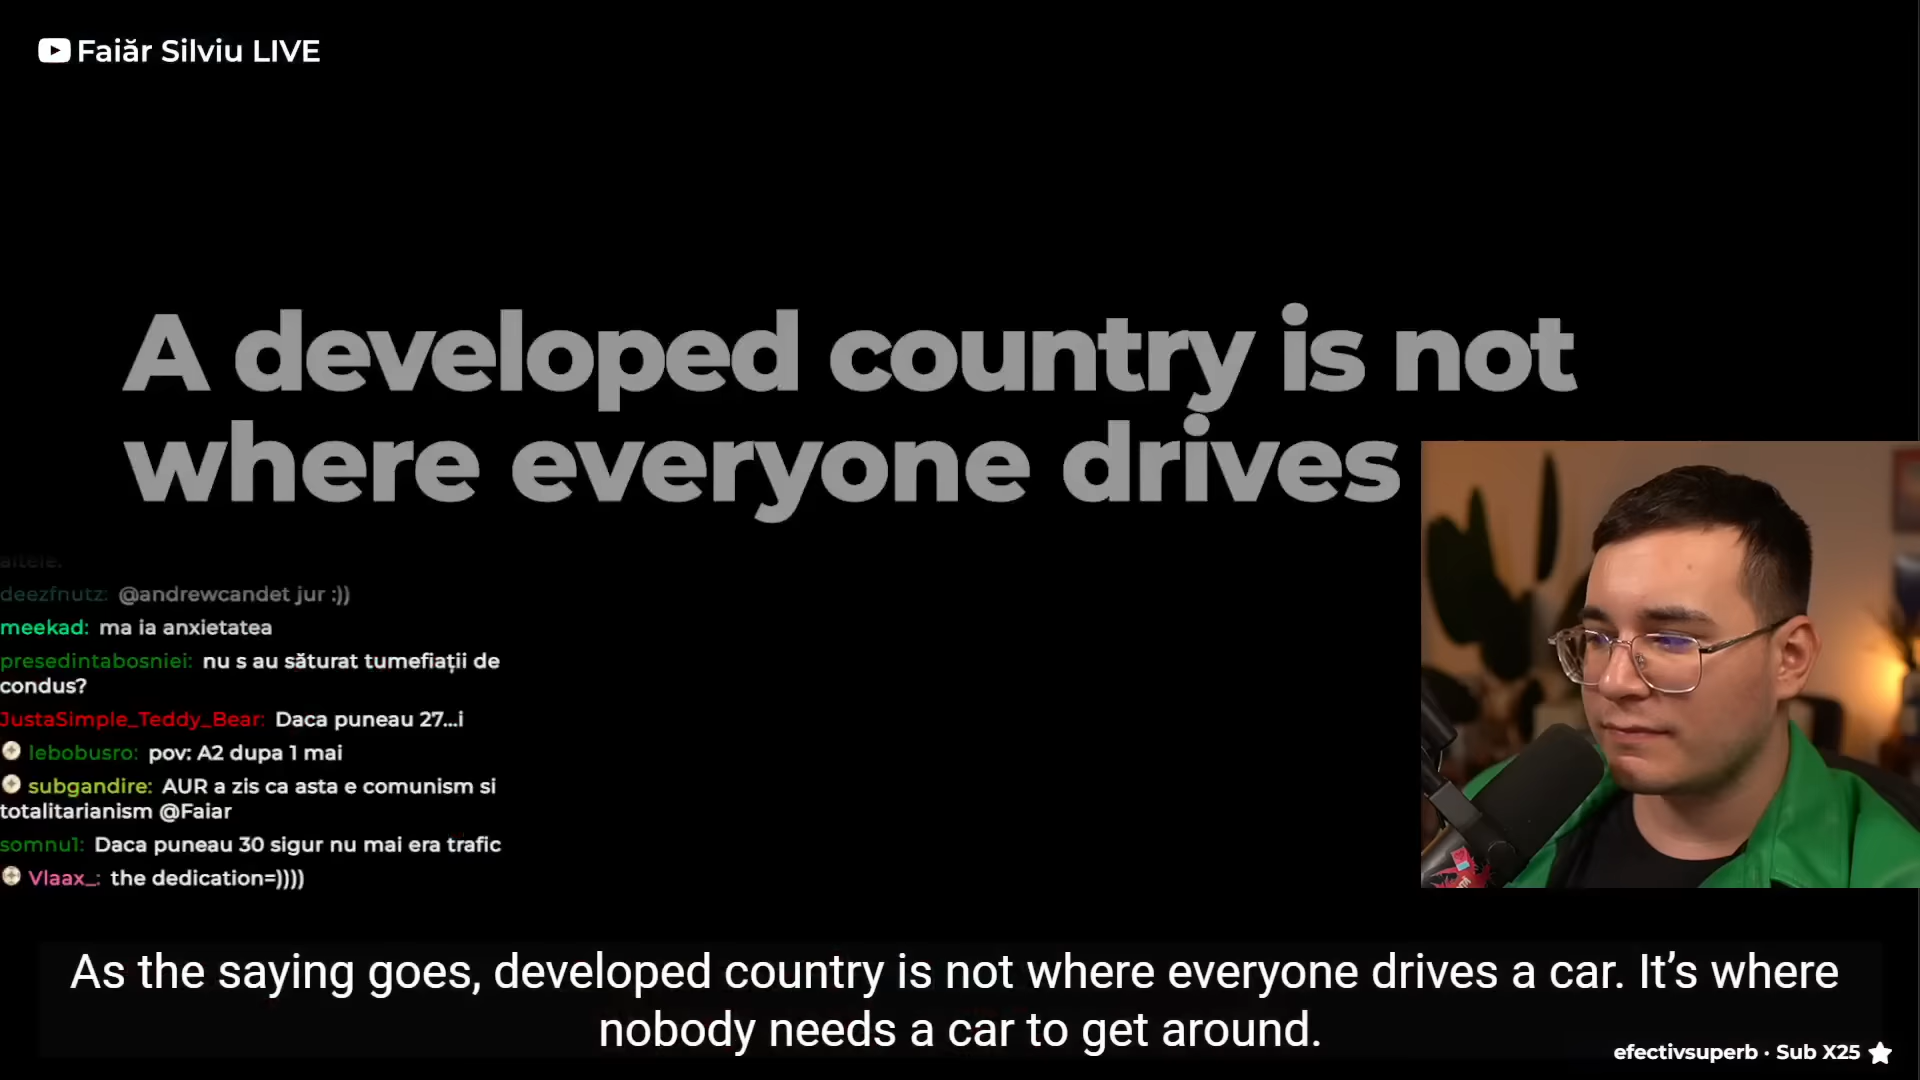 Faiăr Silviu LIVE
A developed country is not
where everyone drives
altele.
deezfnutz: @andrewcandet jur :))
meekad: ma ia anxietatea
presedintabosniei: nu s au săturat tumefiații de
condus?
JustaSimple_Teddy_Bear: Daca puneau 27...i
lebobusro: pov: A2 dupa 1 mai
subgandire: AUR a zis ca asta e comunism si
totalitarianism @Faiar
somnu1: Daca puneau 30 sigur nu mai era trafic
Vlaax_: the dedication=))))
As the saying goes, developed country is not where everyone drives a car. It’s where
nobody needs a car to get around.
efectivsuperb · Sub X25